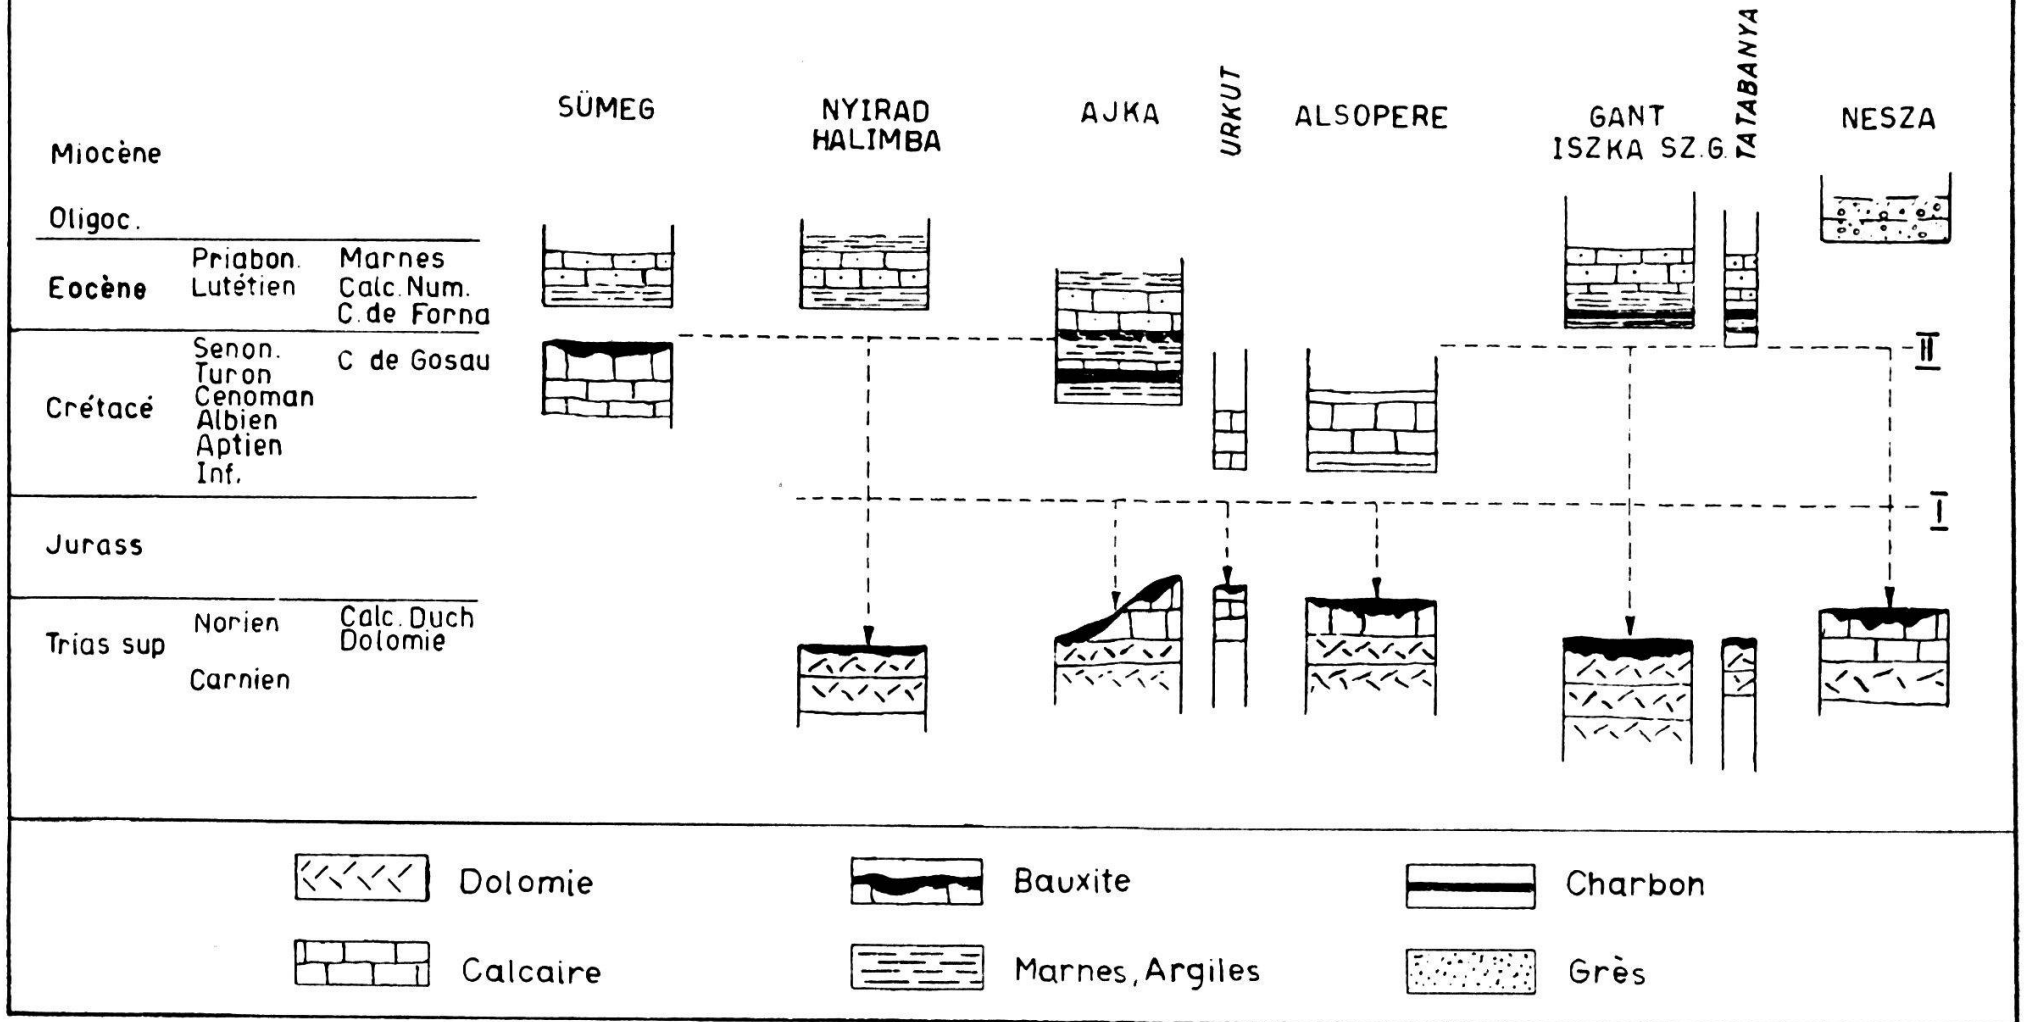 SÜMEG
NYIRAD
HALIMBA
AJKA
URKUT
ALSOPERE
GANT
ISZKA SZ.G.
TATABANYA
NESZA
Miocène
Oligoc.
Eocène
Priabon. Marnes
Lutétien Calc. Num.
C. de Forna
Crétacé
Senon. C de Gosau
Turon
Cenoman
Albien
Aptien
Inf.
II
I
Jurass
Trias sup
Norien Calc. Duch
Dolomie
Carnien
Dolomie
Bauxite
Charbon
Calcaire
Marnes, Argiles
Grès